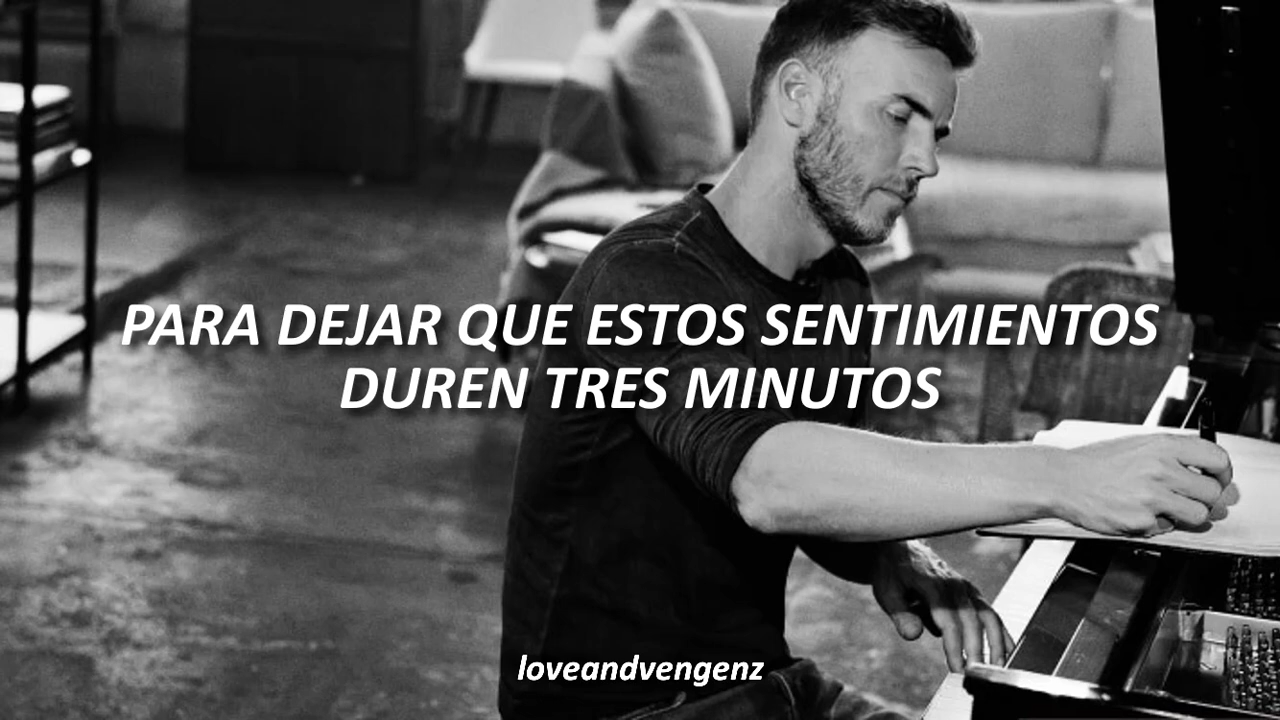 PARA DEJAR QUE ESTOS SENTIMIENTOS
DUREN TRES MINUTOS
loveandvengenz